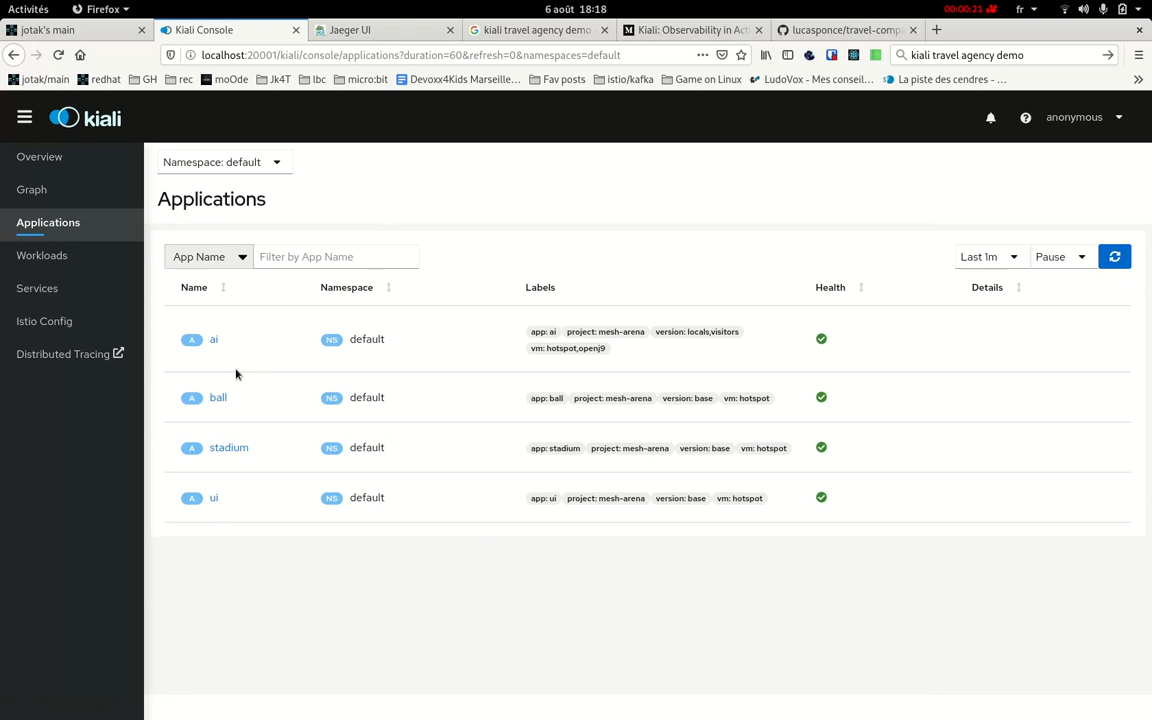 Activités Firefox 6 août 18:18 00:00:21 fr
jotak's main Kiali Console Jaeger UI kiali travel agency demo Kiali: Observability in Act lucasponce/travel-comp
localhost:20001/kiali/console/applications?duration=60&refresh=0&namespaces=default kiali travel agency demo
jotak/main redhat GH rec moOde Jk4T lbc micro:bit Devoxx4Kids Marseille… Fav posts istio/kafka Game on Linux LudoVox - Mes conseil… La piste des cendres - …
kiali anonymous
Overview
Graph
Applications
Workloads
Services
Istio Config
Distributed Tracing
Namespace: default
Applications
App Name Filter by App Name Last 1m Pause
Name Namespace Labels Health Details
A ai NS default app: ai project: mesh-arena version: locals,visitors
vm: hotspot,openj9
A ball NS default app: ball project: mesh-arena version: base vm: hotspot
A stadium NS default app: stadium project: mesh-arena version: base vm: hotspot
A ui NS default app: ui project: mesh-arena version: base vm: hotspot